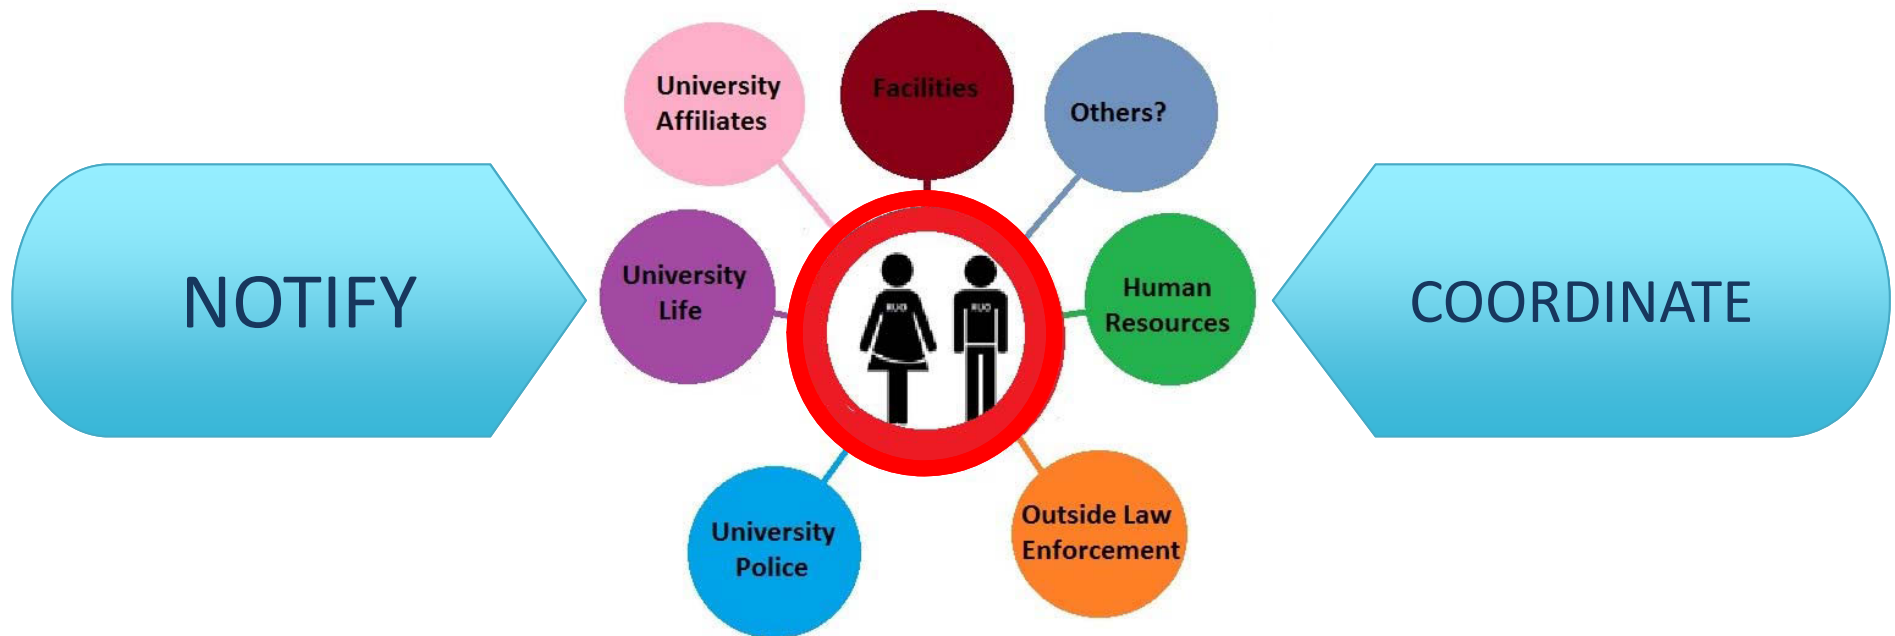 NOTIFY
University
Affiliates
Facilities
Others?
University
Life
Human
Resources
University
Police
Outside Law
Enforcement
COORDINATE